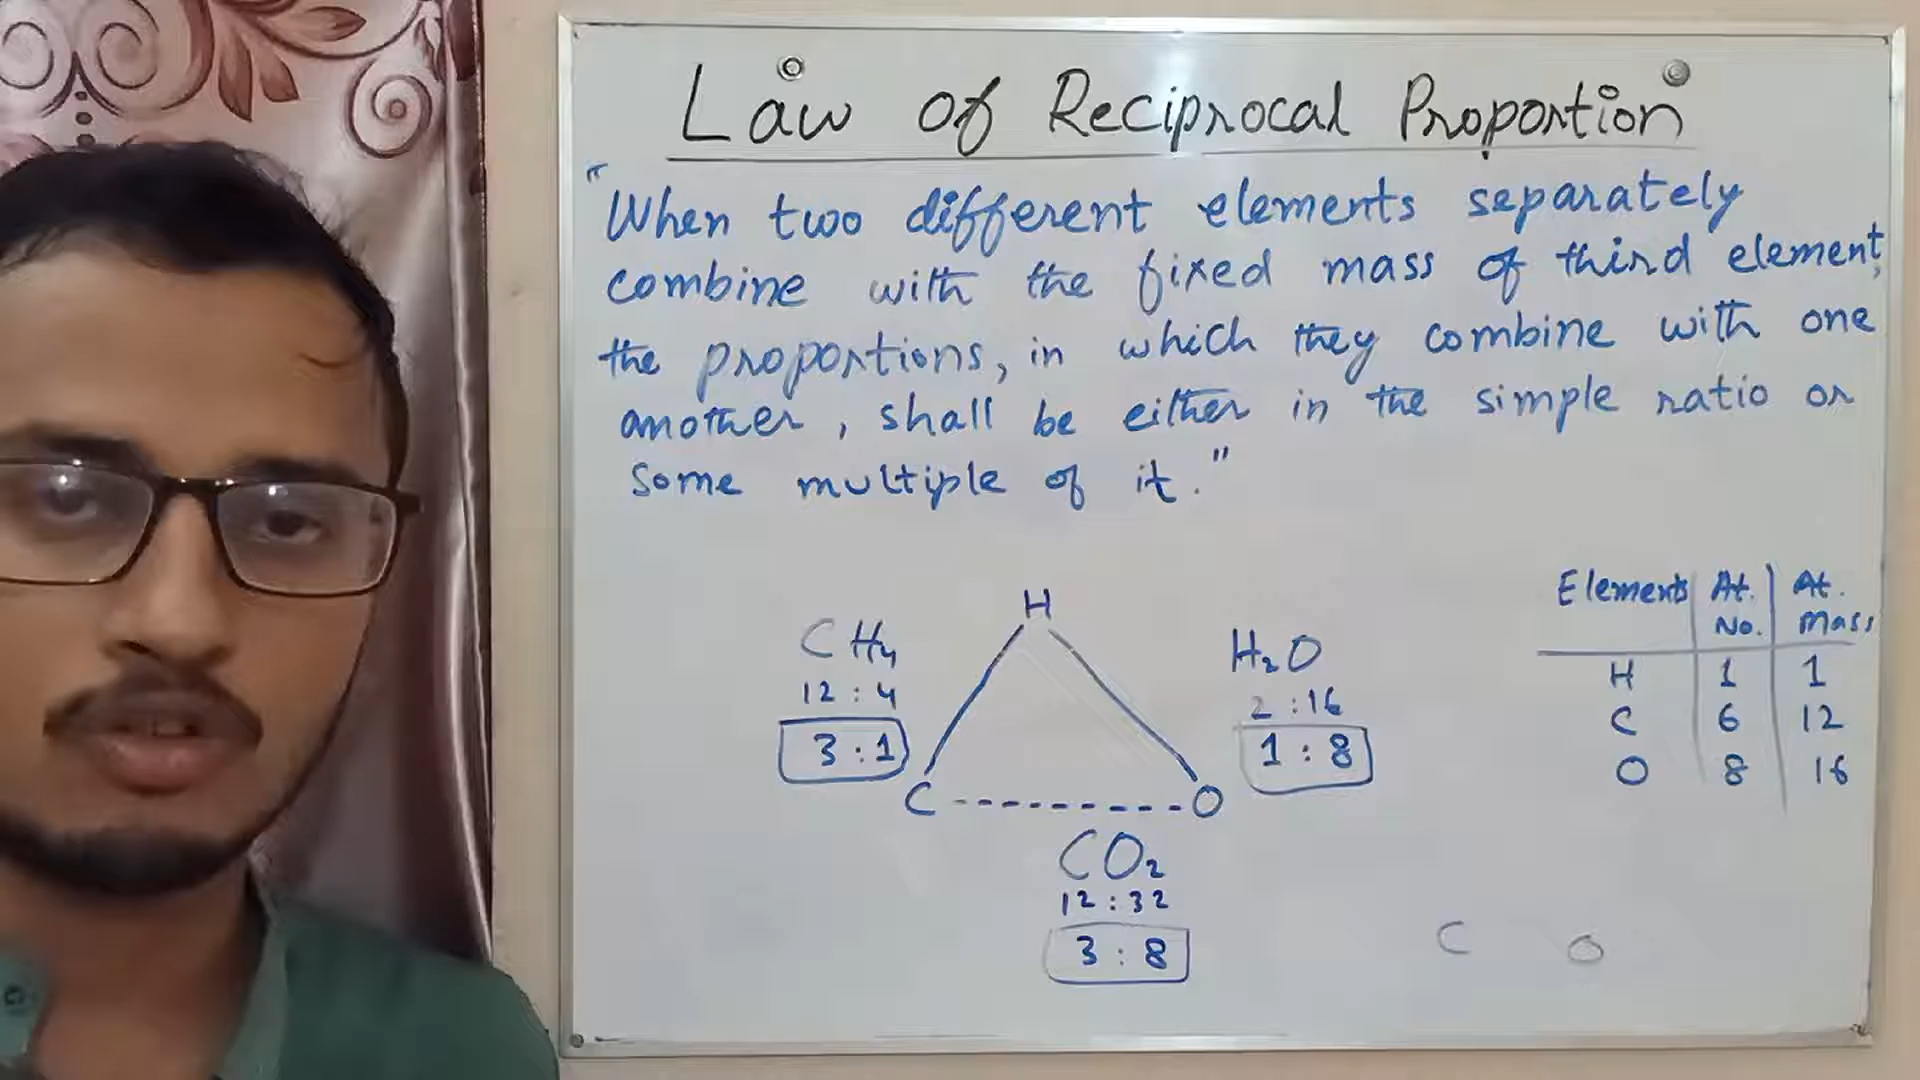 Law of Reciprocal Proportion
"When two different elements separately
combine with the fixed mass of third element,
the proportions, in which they combine with one
another, shall be either in the simple ratio or
some multiple of it."
H
CH₄
12 : 4
3 : 1
H₂O
2 : 16
1 : 8
C O
CO₂
12 : 32
3 : 8
Elements At. No. At. Mass
H 1 1
C 6 12
O 8 16
C O